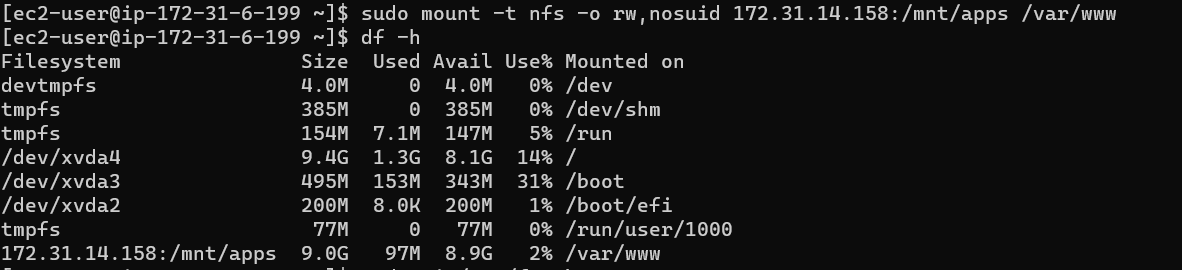 [ec2-user@ip-172-31-6-199 ~]$ sudo mount -t nfs -o rw,nosuid 172.31.14.158:/mnt/apps /var/www
[ec2-user@ip-172-31-6-199 ~]$ df -h
Filesystem Size Used Avail Use% Mounted on
devtmpfs 4.0M 0 4.0M 0% /dev
tmpfs 385M 0 385M 0% /dev/shm
tmpfs 154M 7.1M 147M 5% /run
/dev/xvda4 9.4G 1.3G 8.1G 14% /
/dev/xvda3 495M 153M 343M 31% /boot
/dev/xvda2 200M 8.0K 200M 1% /boot/efi
tmpfs 77M 0 77M 0% /run/user/1000
172.31.14.158:/mnt/apps 9.0G 97M 8.9G 2% /var/www